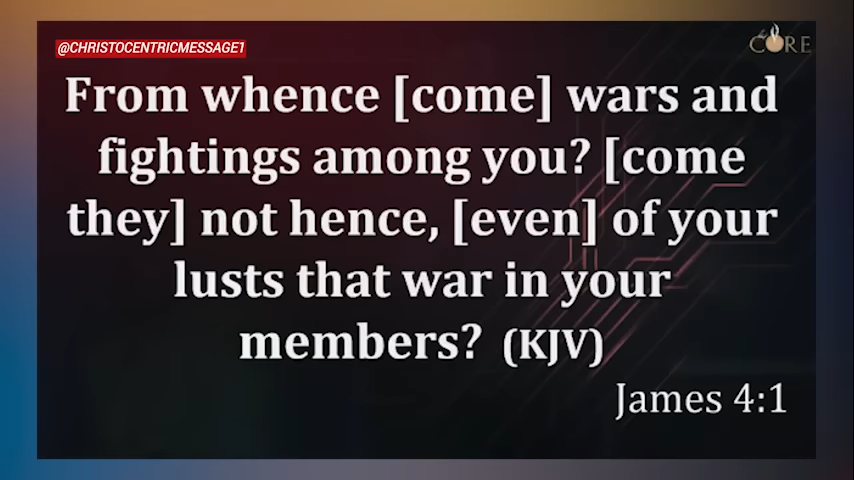 @CHRISTOCENTRICMESSAGE1
CORE
From whence [come] wars and
fightings among you? [come
they] not hence, [even] of your
lusts that war in your
members? (KJV)
James 4:1